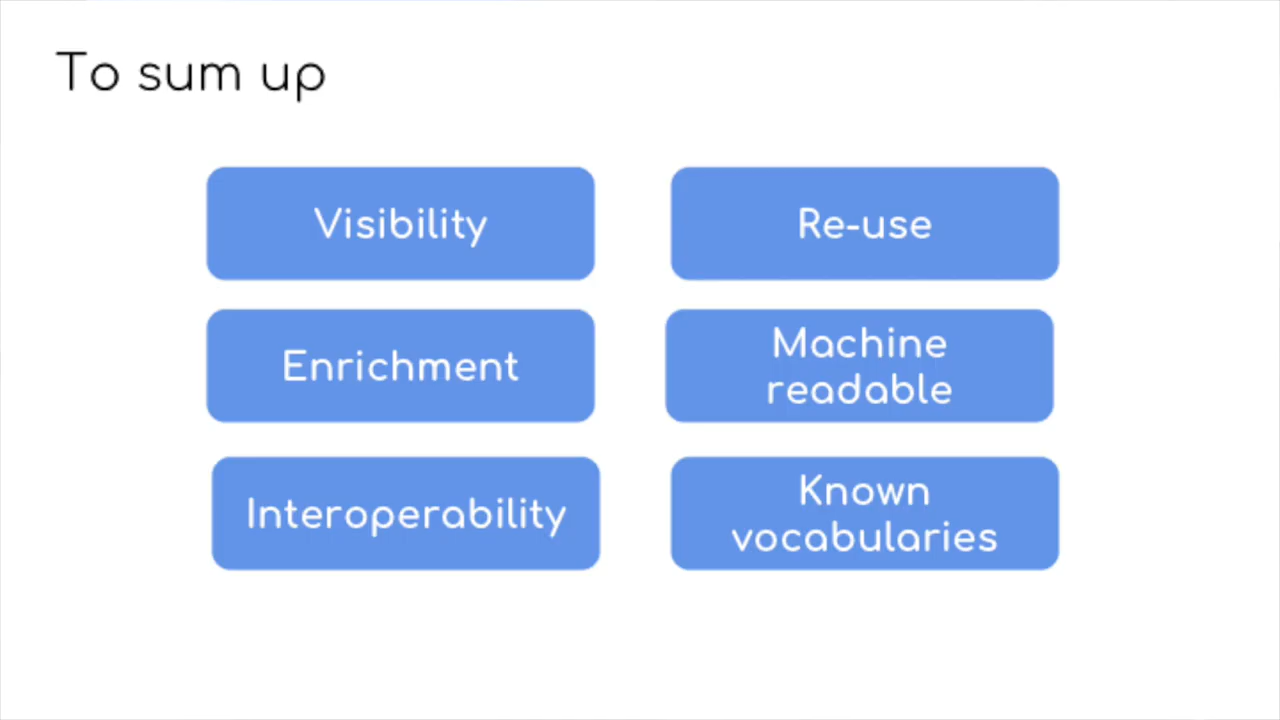 To sum up
Visibility
Re-use
Enrichment
Machine
readable
Interoperability
Known
vocabularies